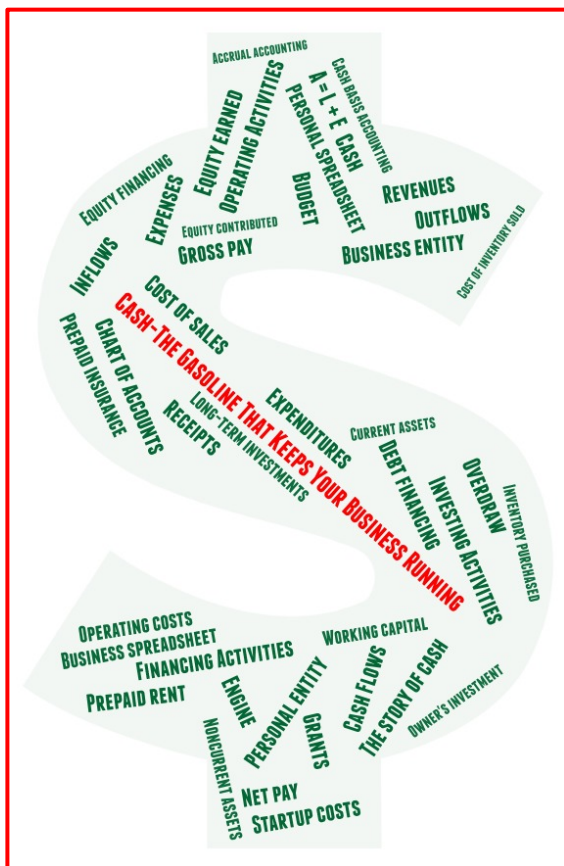 Accrual accounting
Cash basis accounting
A = L + E
Cash
Personal spreadsheet
Operating Activities
Equity earned
Equity financing
Expenses
Budget
Revenues
Outflows
Cost of inventory sold
Equity contributed
Gross pay
Business entity
Inflows
Cost of sales
Cash-The Gasoline That Keeps Your Business Running
Prepaid insurance
Chart of accounts
Receipts
Long-term investments
Expenditures
Current assets
Debt financing
Investing Activities
Overdraw
Inventory purchased
Operating costs
Business spreadsheet
Financing Activities
Prepaid rent
Working capital
Engine
Personal entity
Cash flows
The story of cash
Owner's investment
Noncurrent assets
Grants
Net pay
Startup costs